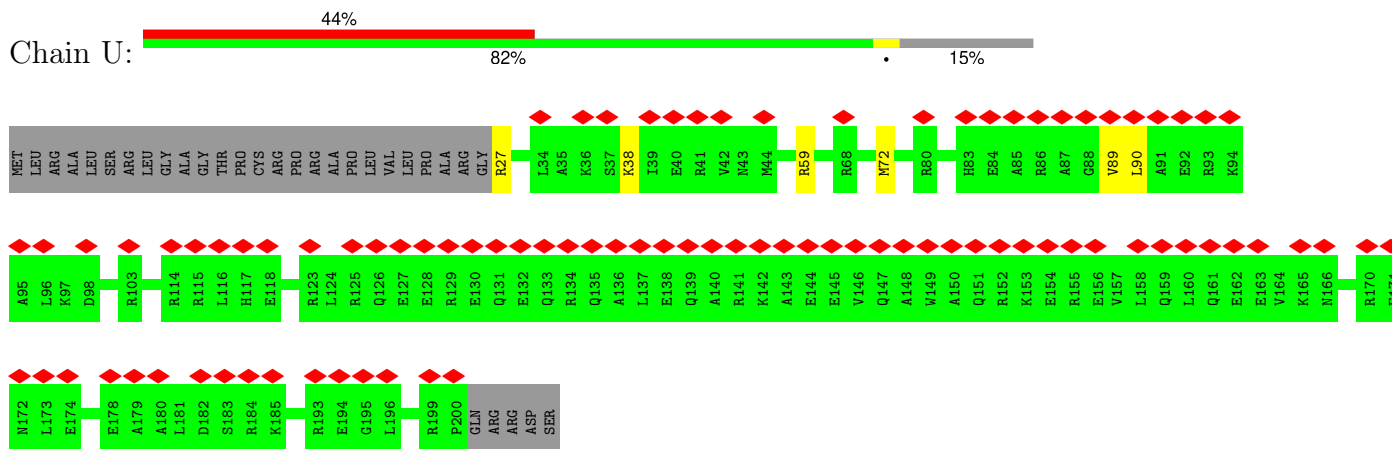 44%
Chain U:
82% • 15%
MET LEU ARG ALA LEU SER ARG LEU GLY ALA GLY THR PRO CYS ARG PRO ARG ALA PRO LEU VAL LEU PRO ALA ARG GLY R27 L34 A35 K36 S37 K38 I39 E40 R41 V42 N43 M44 R59 R68 M72 R80 H83 E84 A85 R86 A87 G88 V89 L90 A91 E92 R93 K94
A95 L96 K97 D98 R103 R114 R115 L116 H117 E118 R123 L124 R125 Q126 E127 E128 R129 E130 Q131 E132 Q133 R134 Q135 A136 L137 E138 Q139 A140 R141 K142 A143 E144 E145 V146 Q147 A148 W149 A150 Q151 R152 K153 E154 R155 E156 V157 L158 Q159 L160 Q161 E162 E163 V164 K165 N166 R170
N172 L173 E174 E178 A179 A180 L181 D182 S183 R184 K185 R193 E194 G195 L196 R199 P200 GLN ARG ARG ASP SER